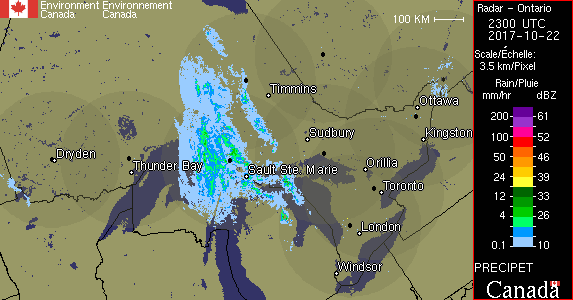 Environment Environnement
Canada Canada
100 KM
Timmins
Ottawa
Sudbury
Kingston
Dryden
Thunder Bay
Sault Ste. Marie
Orillia
Toronto
London
Windsor
Radar - Ontario
2300 UTC
2017-10-22
Scale/Échelle:
3.5 km/Pixel
Rain/Pluie
mm/hr dBZ
200 61
100 52
50 46
24 39
12 33
4 26
0.1 10
PRECIPET
Canada